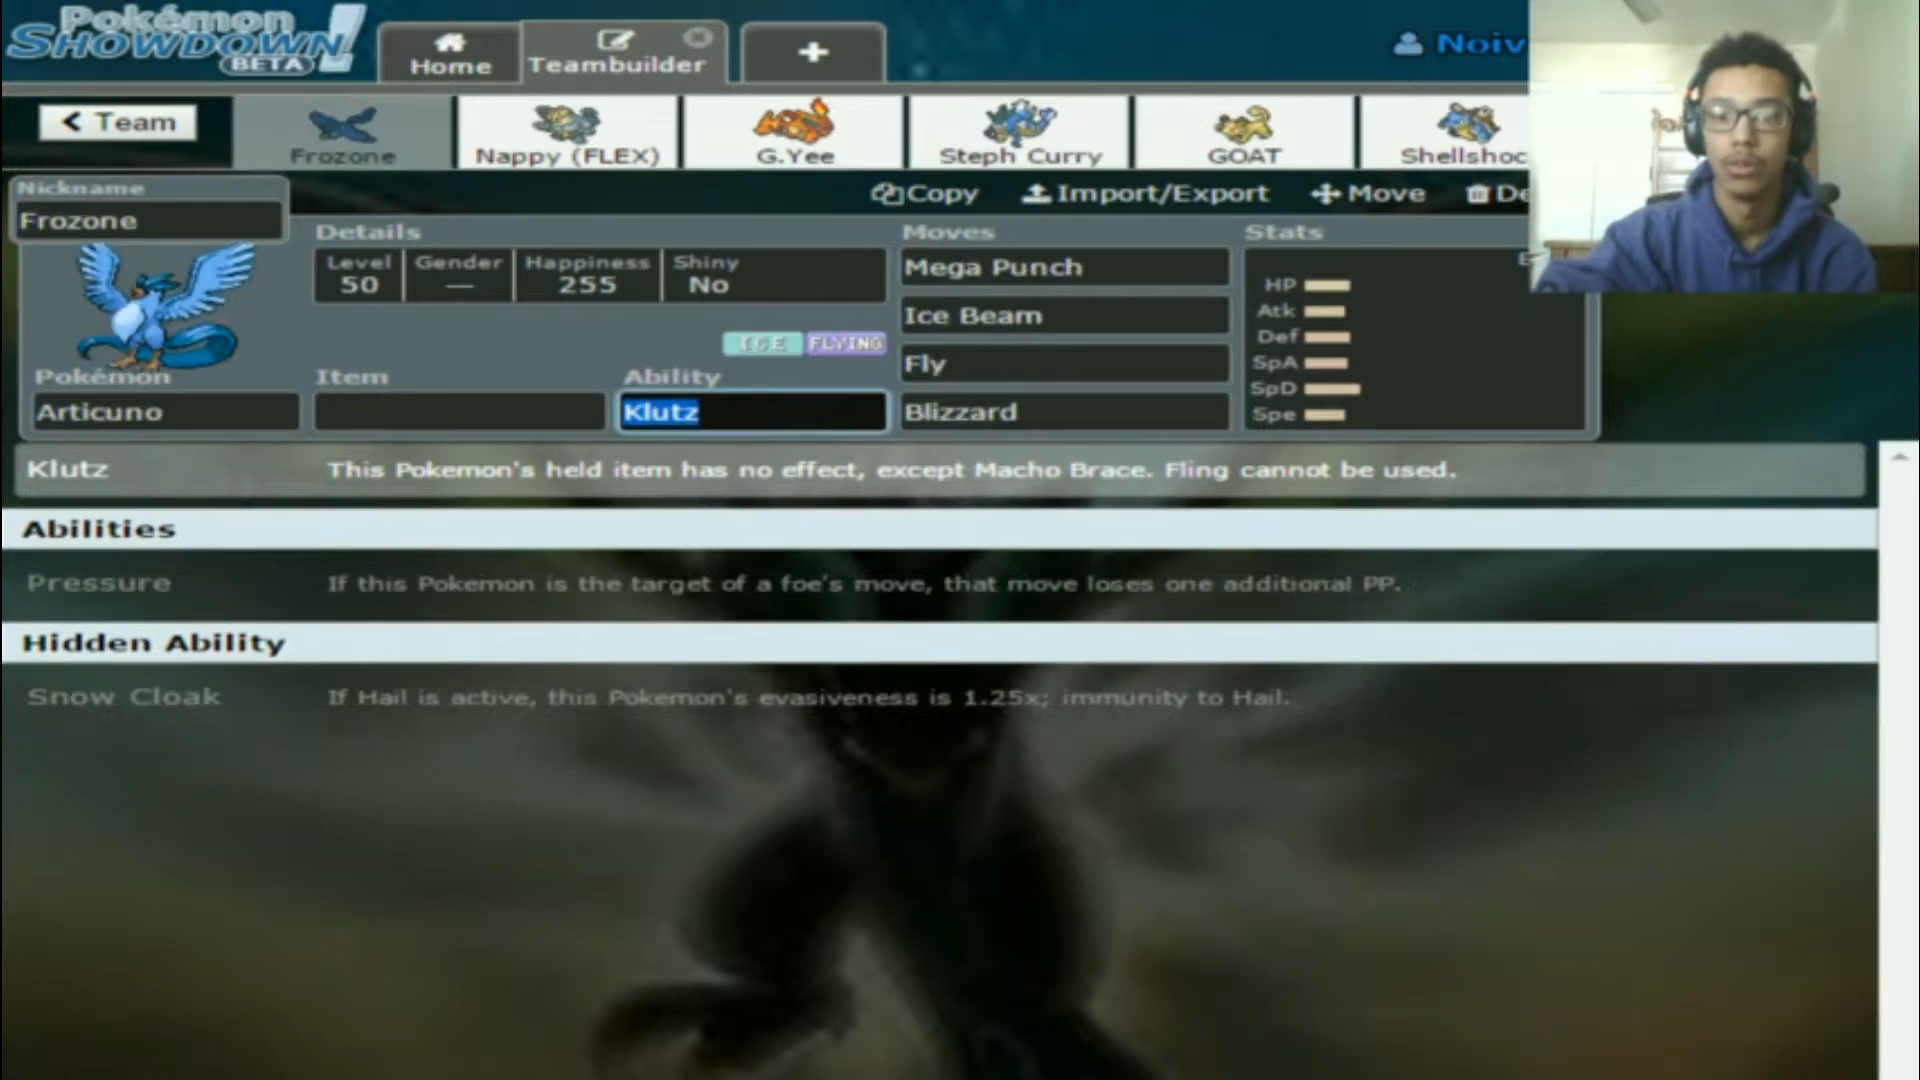 Pokémon
SHOWDOWN!
BETA
Home
Teambuilder
+
Noiv
< Team
Frozone
Nappy (FLEX)
G.Yee
Steph Curry
GOAT
Shellshoc
Nickname
Frozone
Copy
Import/Export
Move
De
Details
Level
50
Gender
—
Happiness
255
Shiny
No
ICE
FLYING
Pokémon
Articuno
Item
Ability
Klutz
Moves
Mega Punch
Ice Beam
Fly
Blizzard
Stats
E
HP
Atk
Def
SpA
SpD
Spe
Klutz This Pokemon's held item has no effect, except Macho Brace. Fling cannot be used.
Abilities
Pressure If this Pokemon is the target of a foe's move, that move loses one additional PP.
Hidden Ability
Snow Cloak If Hail is active, this Pokemon's evasiveness is 1.25x; immunity to Hail.